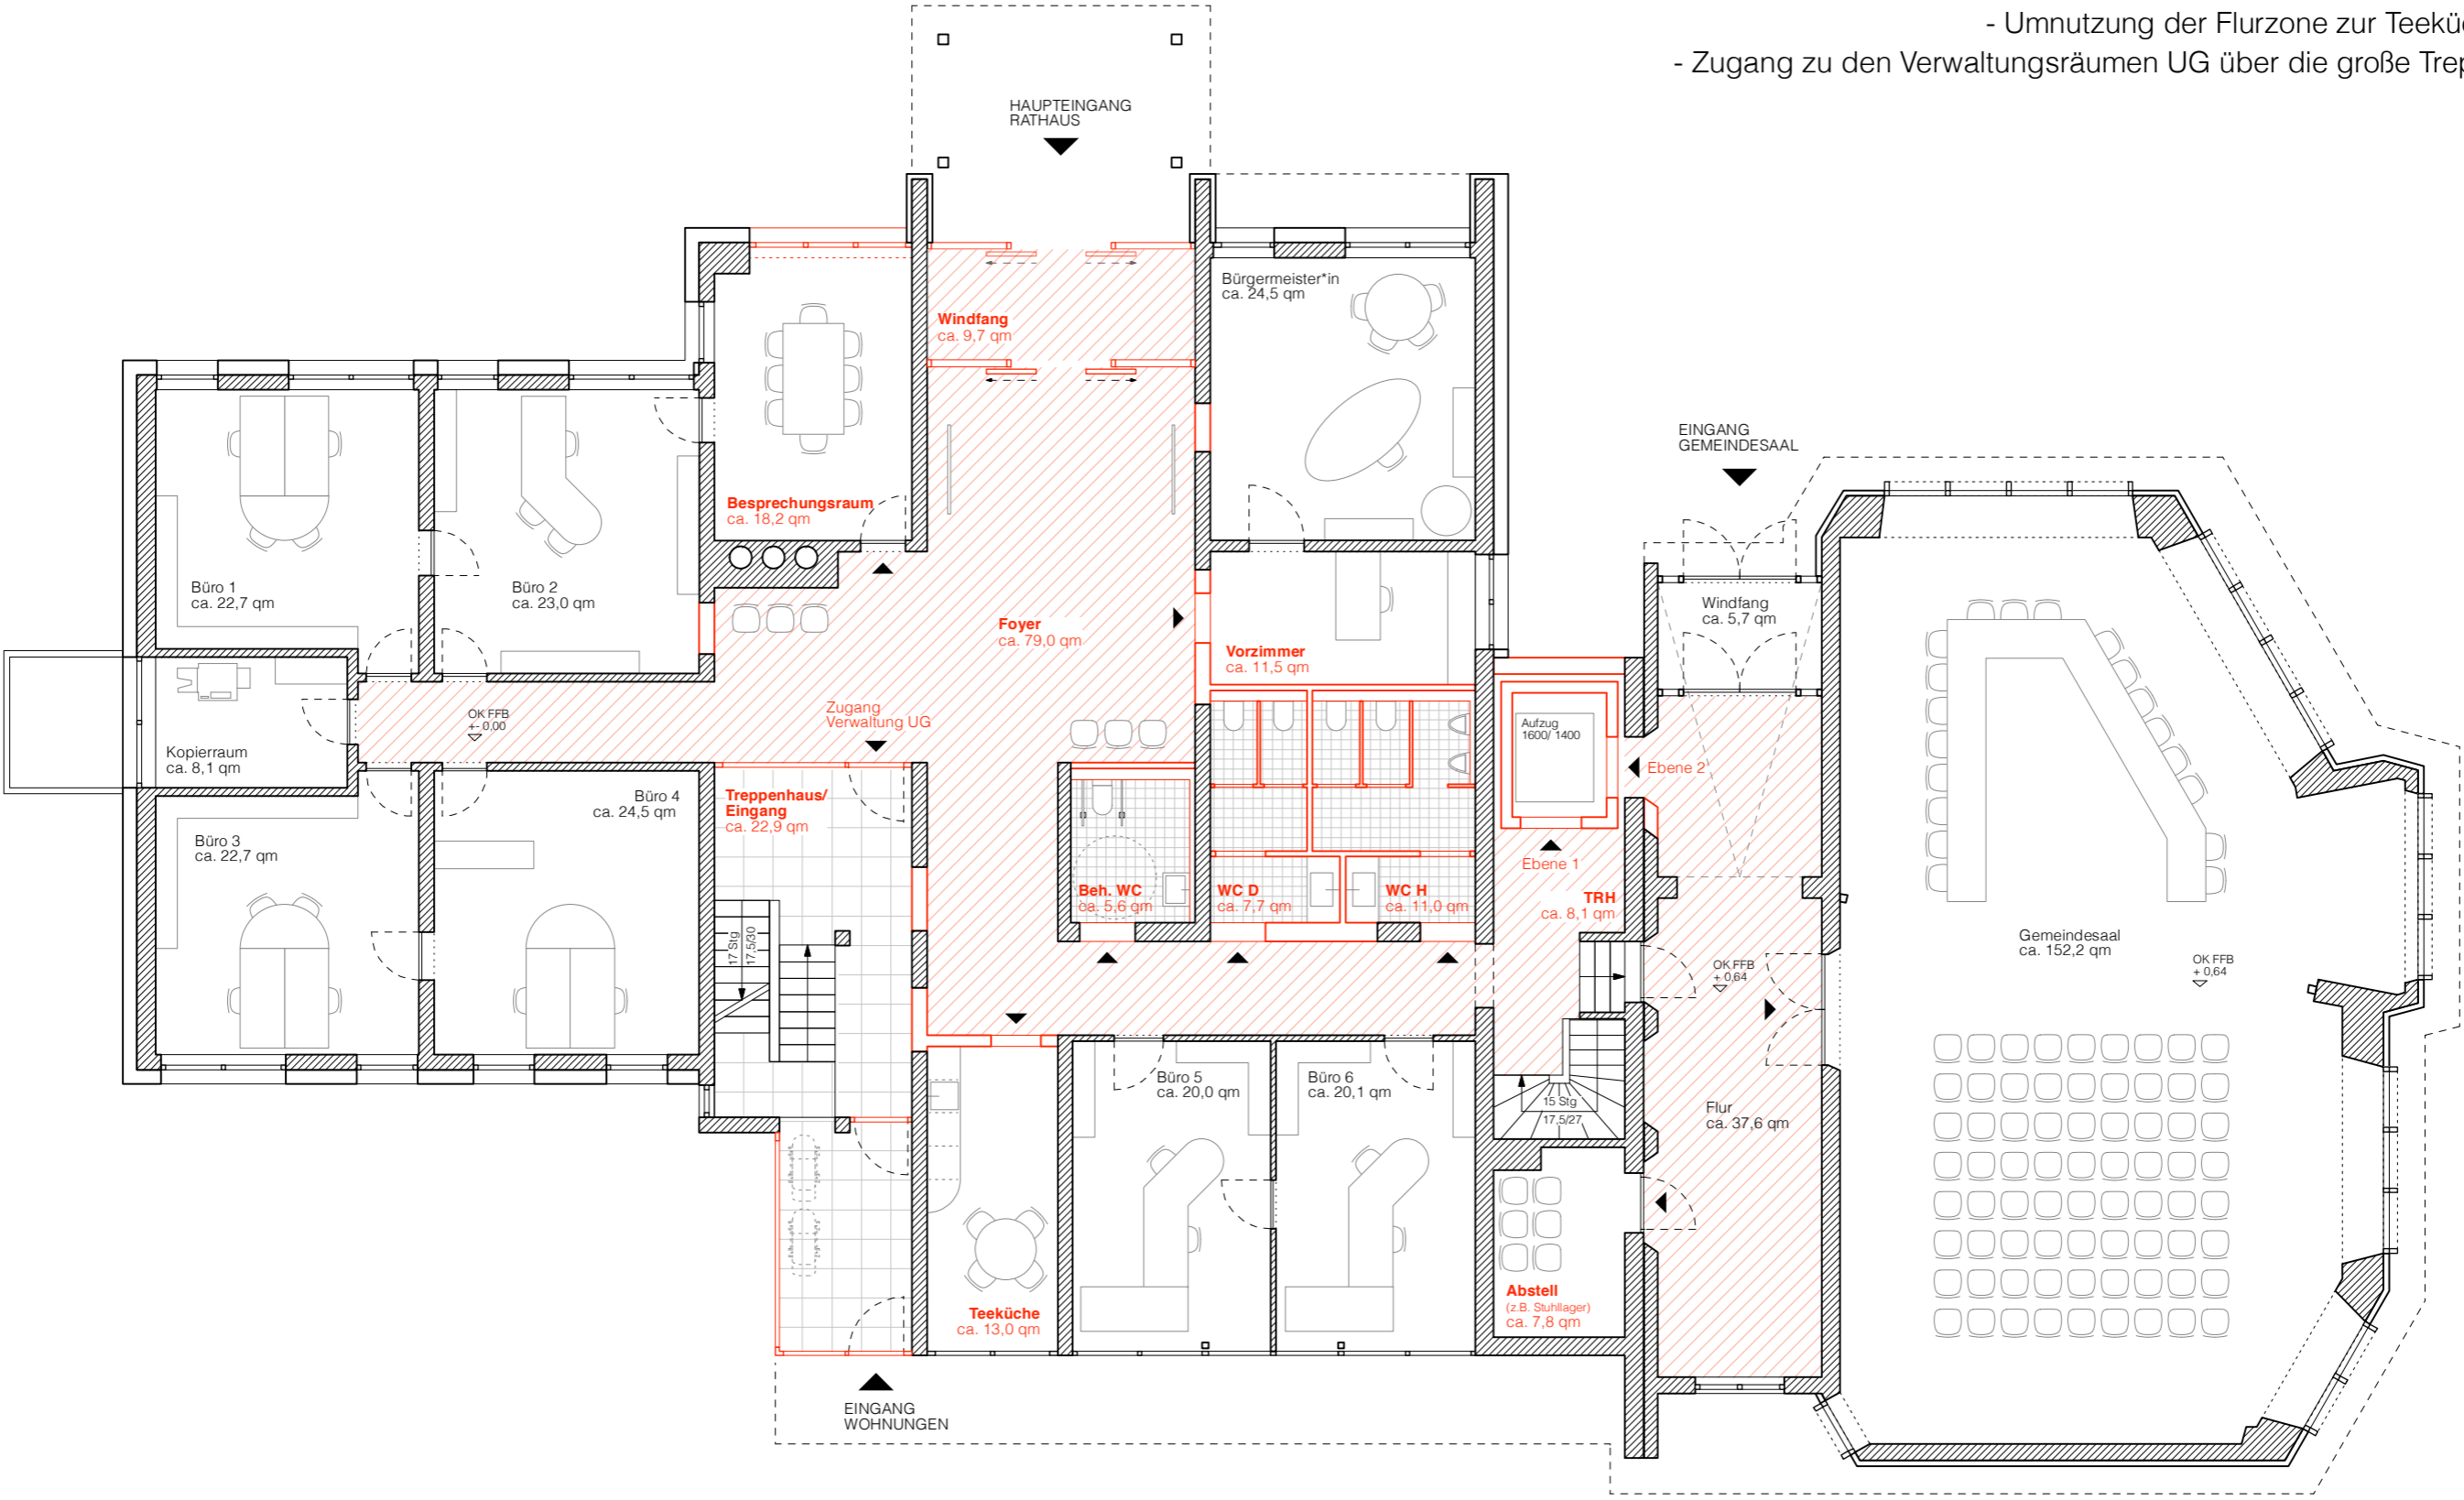 - Umnutzung der Flurzone zur Teekü
- Zugang zu den Verwaltungsräumen UG über die große Trep
HAUPTEINGANG
RATHAUS
Bürgermeister*in
ca. 24,5 qm
Windfang
ca. 9,7 qm
EINGANG
GEMEINDESAAL
Besprechungsraum
ca. 18,2 qm
Büro 1
ca. 22,7 qm
Büro 2
ca. 23,0 qm
Foyer
ca. 79,0 qm
Windfang
ca. 5,7 qm
Vorzimmer
ca. 11,5 qm
Zugang
Verwaltung UG
OK FFB
+- 0,00
Aufzug
1600/ 1400
Kopierraum
ca. 8,1 qm
Ebene 2
Treppenhaus/
Eingang
ca. 22,9 qm
Büro 4
ca. 24,5 qm
Büro 3
ca. 22,7 qm
Ebene 1
Beh. WC
ca. 5,6 qm
WC D
ca. 7,7 qm
WC H
ca. 11,0 qm
TRH
ca. 8,1 qm
17 Stg
17,5/30
Gemeindesaal
ca. 152,2 qm
OK FFB
+ 0,64
OK FFB
+ 0,64
Büro 5
ca. 20,0 qm
Büro 6
ca. 20,1 qm
15 Stg
17,5/27
Flur
ca. 37,6 qm
Abstell
(z.B. Stuhllager)
ca. 7,8 qm
Teeküche
ca. 13,0 qm
EINGANG
WOHNUNGEN